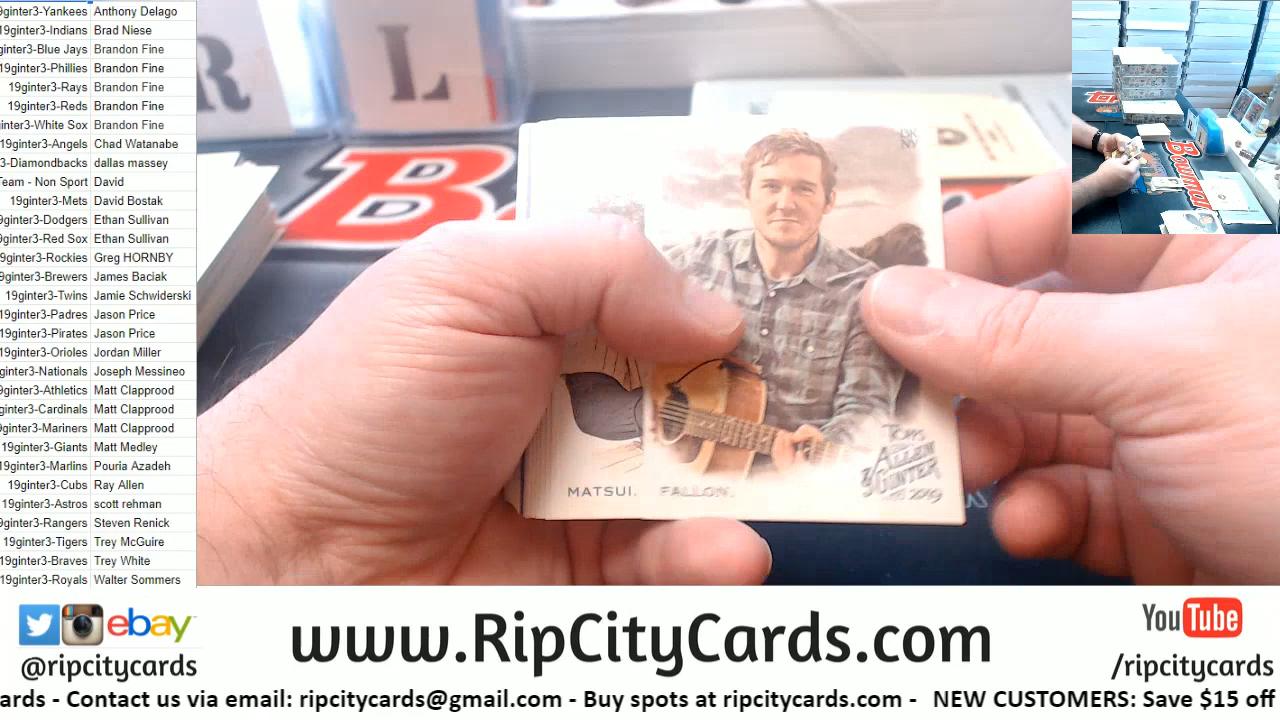 9ginter3-Yankees Anthony Delago
19ginter3-Indians Brad Niese
ginter3-Blue Jays Brandon Fine
19ginter3-Phillies Brandon Fine
19ginter3-Rays Brandon Fine
19ginter3-Reds Brandon Fine
ginter3-White Sox Brandon Fine
19ginter3-Angels Chad Watanabe
3-Diamondbacks dallas massey
Team - Non Sport David
19ginter3-Mets David Bostak
9ginter3-Dodgers Ethan Sullivan
9ginter3-Red Sox Ethan Sullivan
9ginter3-Rockies Greg HORNBY
9ginter3-Brewers James Baciak
19ginter3-Twins Jamie Schwiderski
19ginter3-Padres Jason Price
19ginter3-Pirates Jason Price
19ginter3-Orioles Jordan Miller
ginter3-Nationals Joseph Messineo
9ginter3-Athletics Matt Clapprood
ginter3-Cardinals Matt Clapprood
9ginter3-Mariners Matt Clapprood
19ginter3-Giants Matt Medley
9ginter3-Marlins Pouria Azadeh
19ginter3-Cubs Ray Allen
19ginter3-Astros scott rehman
9ginter3-Rangers Steven Renick
19ginter3-Tigers Trey McGuire
9ginter3-Braves Trey White
19ginter3-Royals Walter Sommers
R L
B
MATSUI. FALLON.
TOPPS
ALLEN
& GINTER
2019
ebay
@ripcitycards
www.RipCityCards.com
YouTube
/ripcitycards
ards - Contact us via email: ripcitycards@gmail.com - Buy spots at ripcitycards.com - NEW CUSTOMERS: Save $15 off